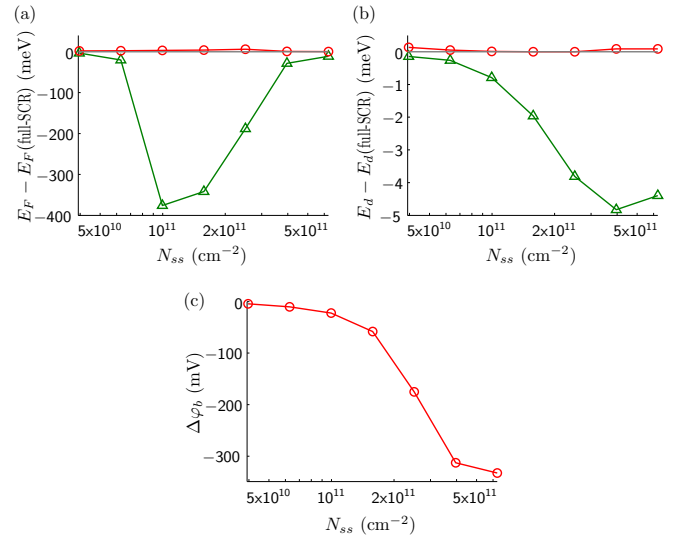 (a)
0
−100
−200
−300
−400
E_F − E_F(full-SCR) (meV)
5x10^10 10^11 2x10^11 5x10^11
N_ss (cm^−2)
(b)
0
−1
−2
−3
−4
−5
E_d − E_d(full-SCR) (meV)
5x10^10 10^11 2x10^11 5x10^11
N_ss (cm^−2)
(c)
0
−100
−200
−300
Δφ_b (mV)
5x10^10 10^11 2x10^11 5x10^11
N_ss (cm^−2)